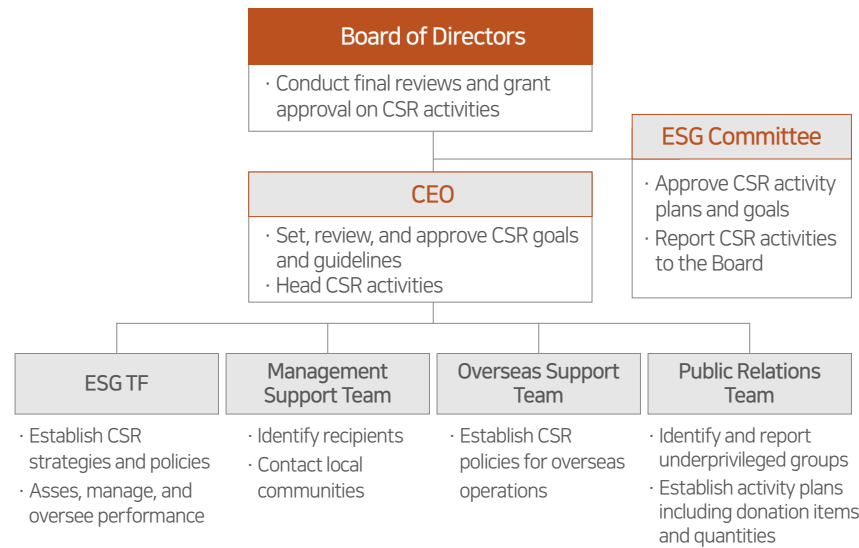 Board of Directors
· Conduct final reviews and grant
approval on CSR activities
ESG Committee
· Approve CSR activity
plans and goals
· Report CSR activities
to the Board
CEO
· Set, review, and approve CSR goals
and guidelines
· Head CSR activities
ESG TF
· Establish CSR
strategies and policies
· Asses, manage, and
oversee performance
Management
Support Team
· Identify recipients
· Contact local
communities
Overseas Support
Team
· Establish CSR
policies for overseas
operations
Public Relations
Team
· Identify and report
underprivileged groups
· Establish activity plans
including donation items
and quantities